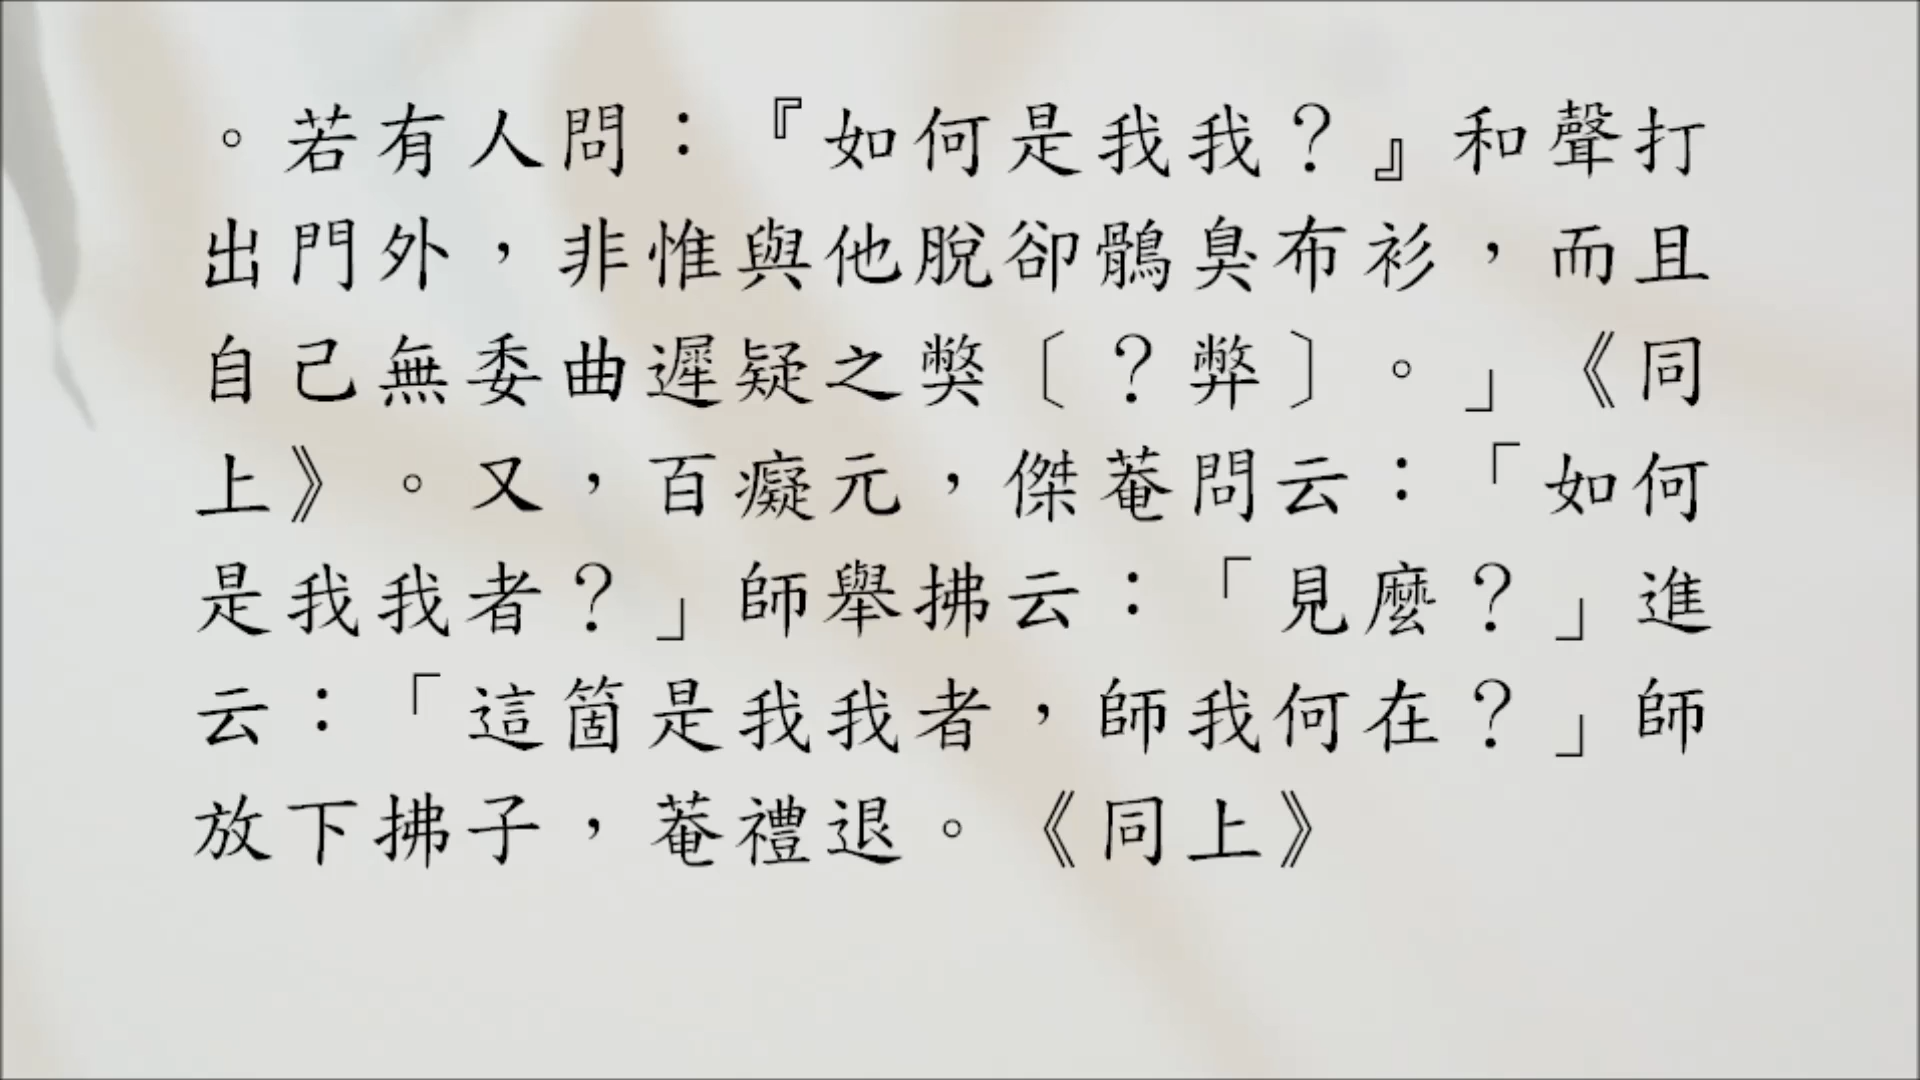 。若有人問：『如何是我我？』和聲打
出門外，非惟與他脫卻鶻臭布衫，而且
自己無委曲遲疑之獘〔？弊〕。」《同
上》。又，百癡元，傑菴問云：「如何
是我我者？」師舉拂云：「見麼？」進
云：「這箇是我我者，師我何在？」師
放下拂子，菴禮退。《同上》